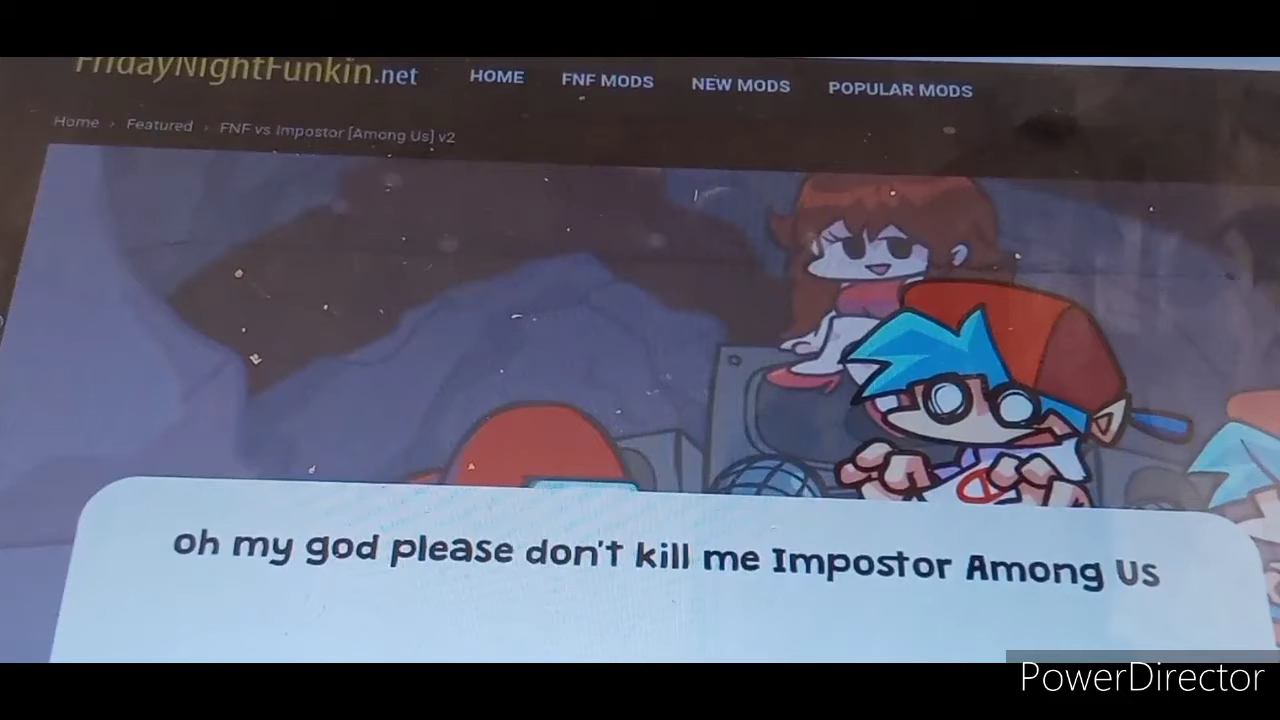 FridayNightFunkin.net
HOME FNF MODS NEW MODS POPULAR MODS
Home › Featured › FNF vs Impostor [Among Us] v2
oh my god please don't kill me Impostor Among Us
PowerDirector